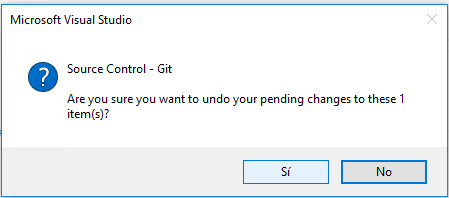 Microsoft Visual Studio
Source Control - Git
Are you sure you want to undo your pending changes to these 1
item(s)?
Sí
No